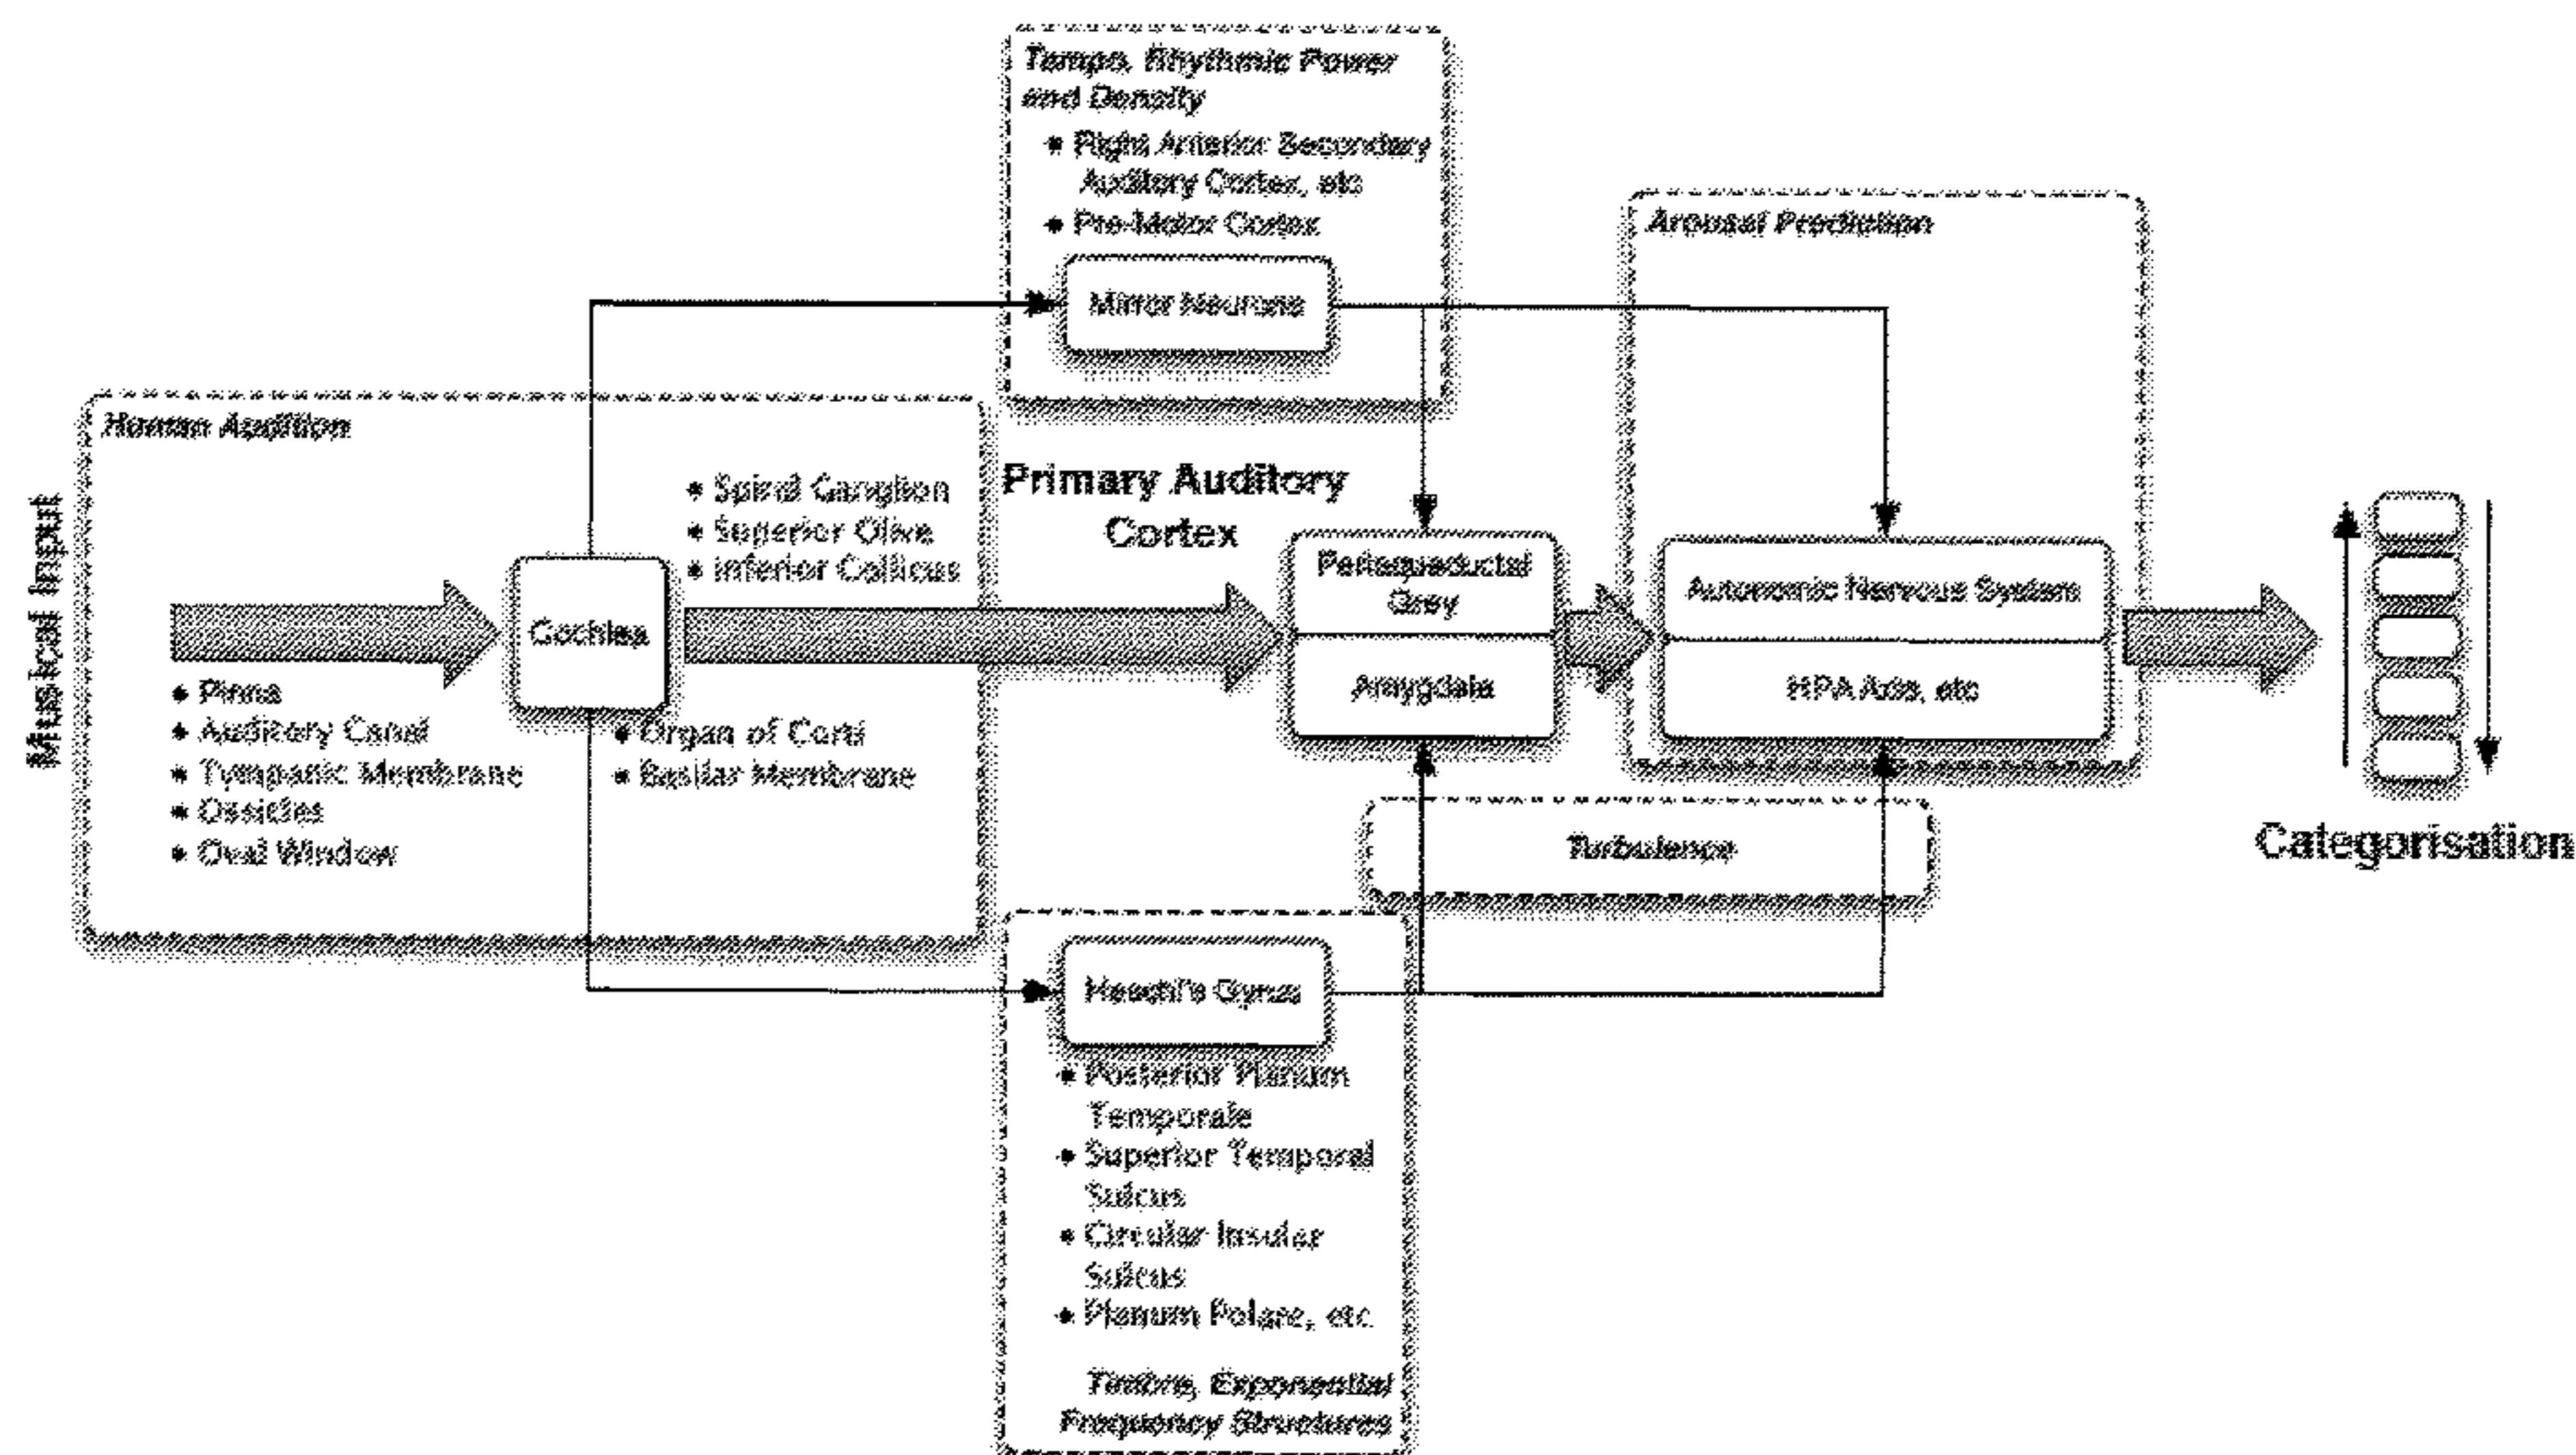 Tempo, Rhythmic Power
and Density
• Right Anterior Secondary
Auditory Cortex, etc
• Pre-Motor Cortex
Mirror Neurons
Arousal Prediction
Human Audition
Musical Input
• Spiral Ganglion
• Superior Olive
• Inferior Collicus
Primary Auditory
Cortex
Cochlea
Periaqueductal
Grey
Amygdala
Autonomic Nervous System
HPA Axis, etc
• Pinna
• Auditory Canal
• Tympanic Membrane
• Ossicles
• Oval Window
• Organ of Corti
• Basilar Membrane
Turbulence
Categorisation
Heschl's Gyrus
• Posterior Planum
Temporale
• Superior Temporal
Sulcus
• Circular Insular
Sulcus
• Planum Polare, etc
Timbre, Exponential
Frequency Structures